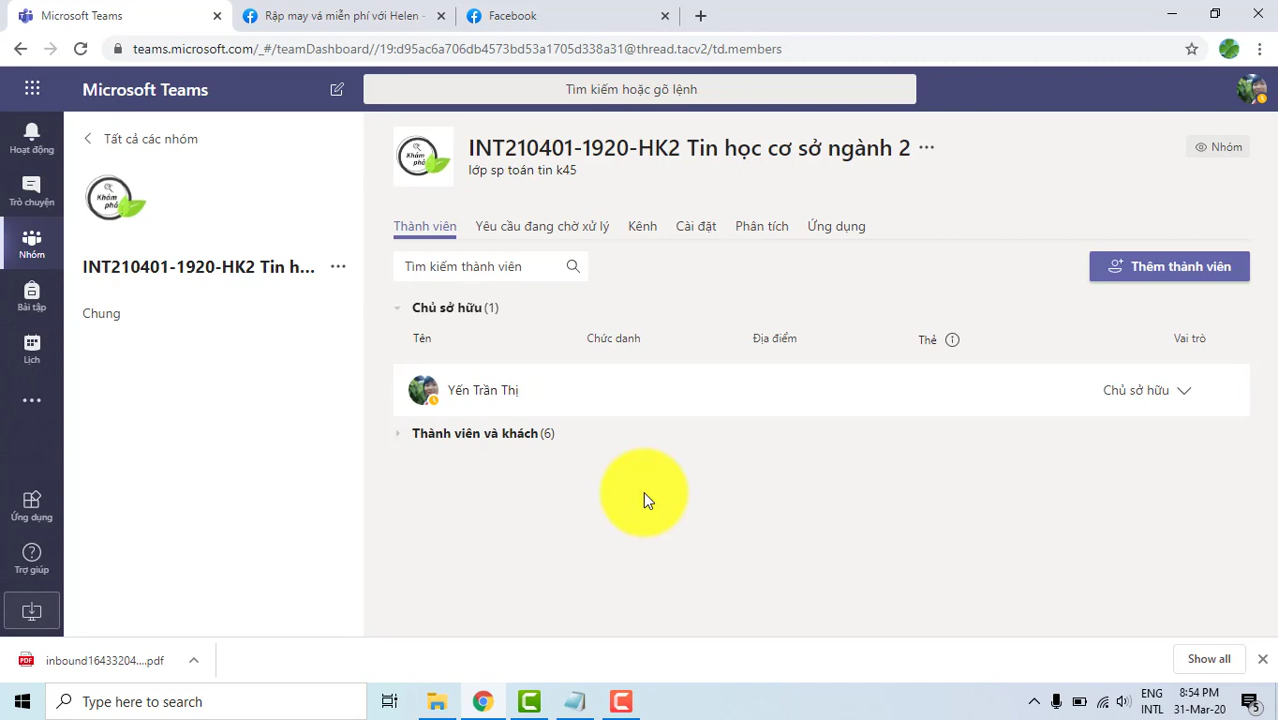 Microsoft Teams
Rập may vá miễn phí với Helen -
Facebook
teams.microsoft.com/_#/teamDashboard//19:d95ac6a706db4573bd53a1705d338a31@thread.tacv2/td.members
Microsoft Teams
Tìm kiếm hoặc gõ lệnh
Hoạt động
Trò chuyện
Nhóm
Bài tập
Lịch
Ứng dụng
Trợ giúp
Tất cả các nhóm
Khám phá
INT210401-1920-HK2 Tin h...
Chung
Khám phá
INT210401-1920-HK2 Tin học cơ sở ngành 2
lớp sp toán tin k45
Nhóm
Thành viên
Yêu cầu đang chờ xử lý
Kênh
Cài đặt
Phân tích
Ứng dụng
Tìm kiếm thành viên
Thêm thành viên
Chủ sở hữu (1)
Tên
Chức danh
Địa điểm
Thẻ
Vai trò
Yến Trần Thị
Chủ sở hữu
Thành viên và khách (6)
inbound16433204....pdf
Show all
Type here to search
ENG
INTL
8:54 PM
31-Mar-20
5